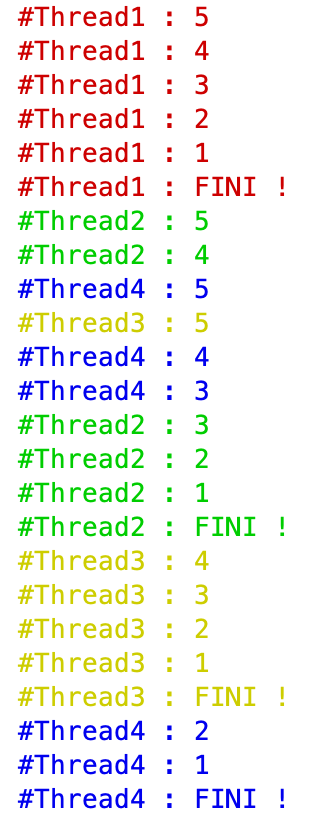 #Thread1 : 5
#Thread1 : 4
#Thread1 : 3
#Thread1 : 2
#Thread1 : 1
#Thread1 : FINI !
#Thread2 : 5
#Thread2 : 4
#Thread4 : 5
#Thread3 : 5
#Thread4 : 4
#Thread4 : 3
#Thread2 : 3
#Thread2 : 2
#Thread2 : 1
#Thread2 : FINI !
#Thread3 : 4
#Thread3 : 3
#Thread3 : 2
#Thread3 : 1
#Thread3 : FINI !
#Thread4 : 2
#Thread4 : 1
#Thread4 : FINI !